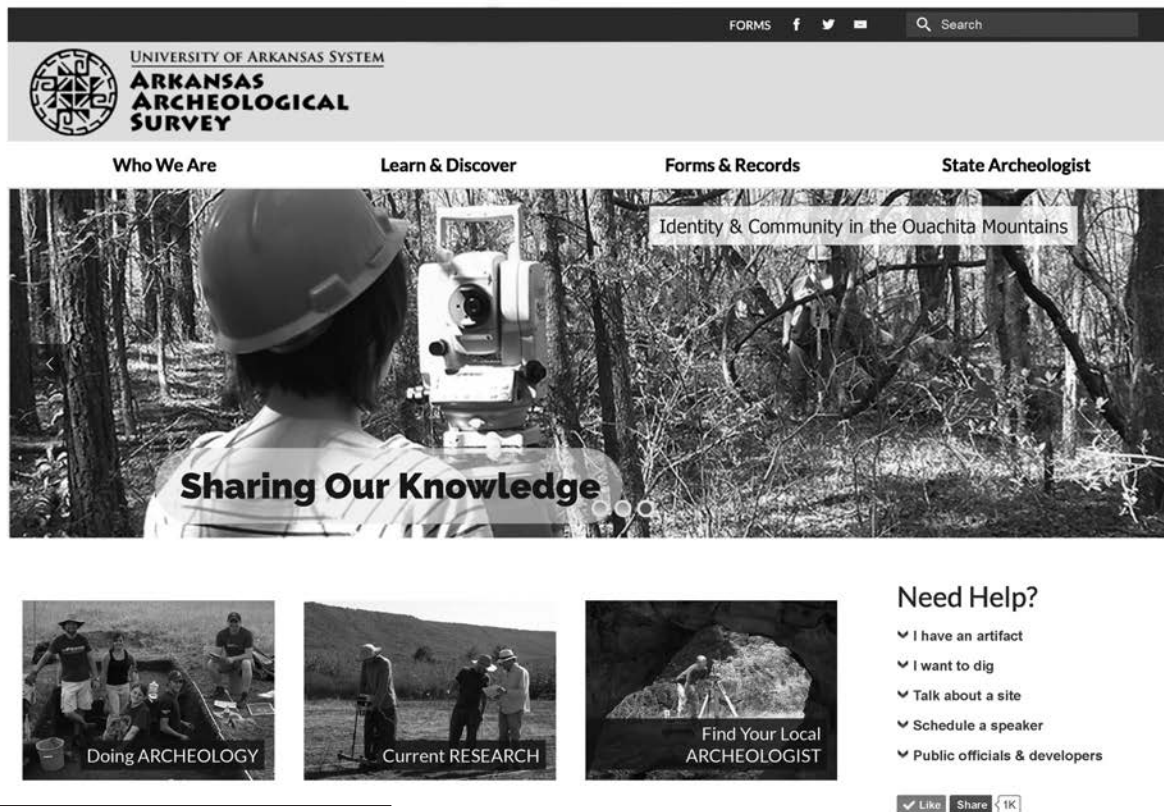 FORMS
Search
UNIVERSITY OF ARKANSAS SYSTEM
ARKANSAS
ARCHEOLOGICAL
SURVEY
Who We Are
Learn & Discover
Forms & Records
State Archeologist
Identity & Community in the Ouachita Mountains
Sharing Our Knowledge
Doing ARCHEOLOGY
Current RESEARCH
Find Your Local
ARCHEOLOGIST
Need Help?
I have an artifact
I want to dig
Talk about a site
Schedule a speaker
Public officials & developers
Like Share 1K